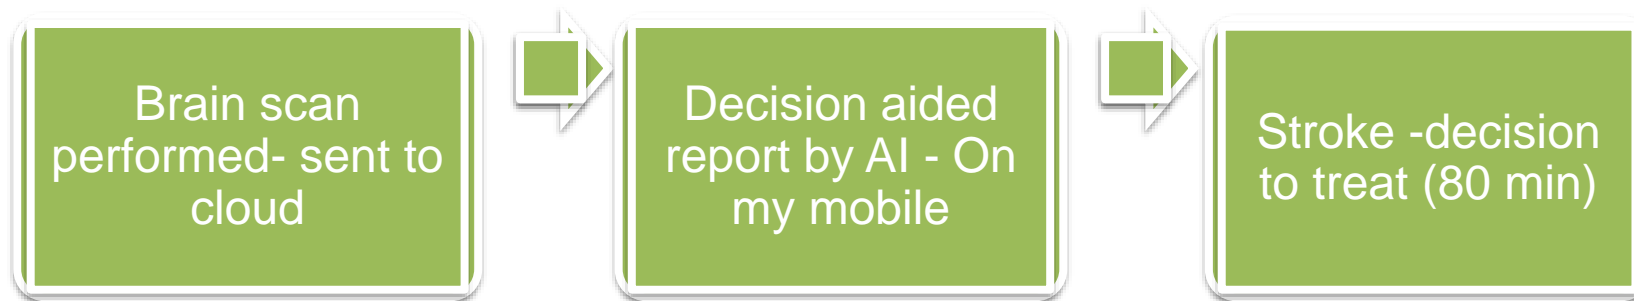 Brain scan
performed- sent to
cloud
Decision aided
report by AI - On
my mobile
Stroke -decision
to treat (80 min)